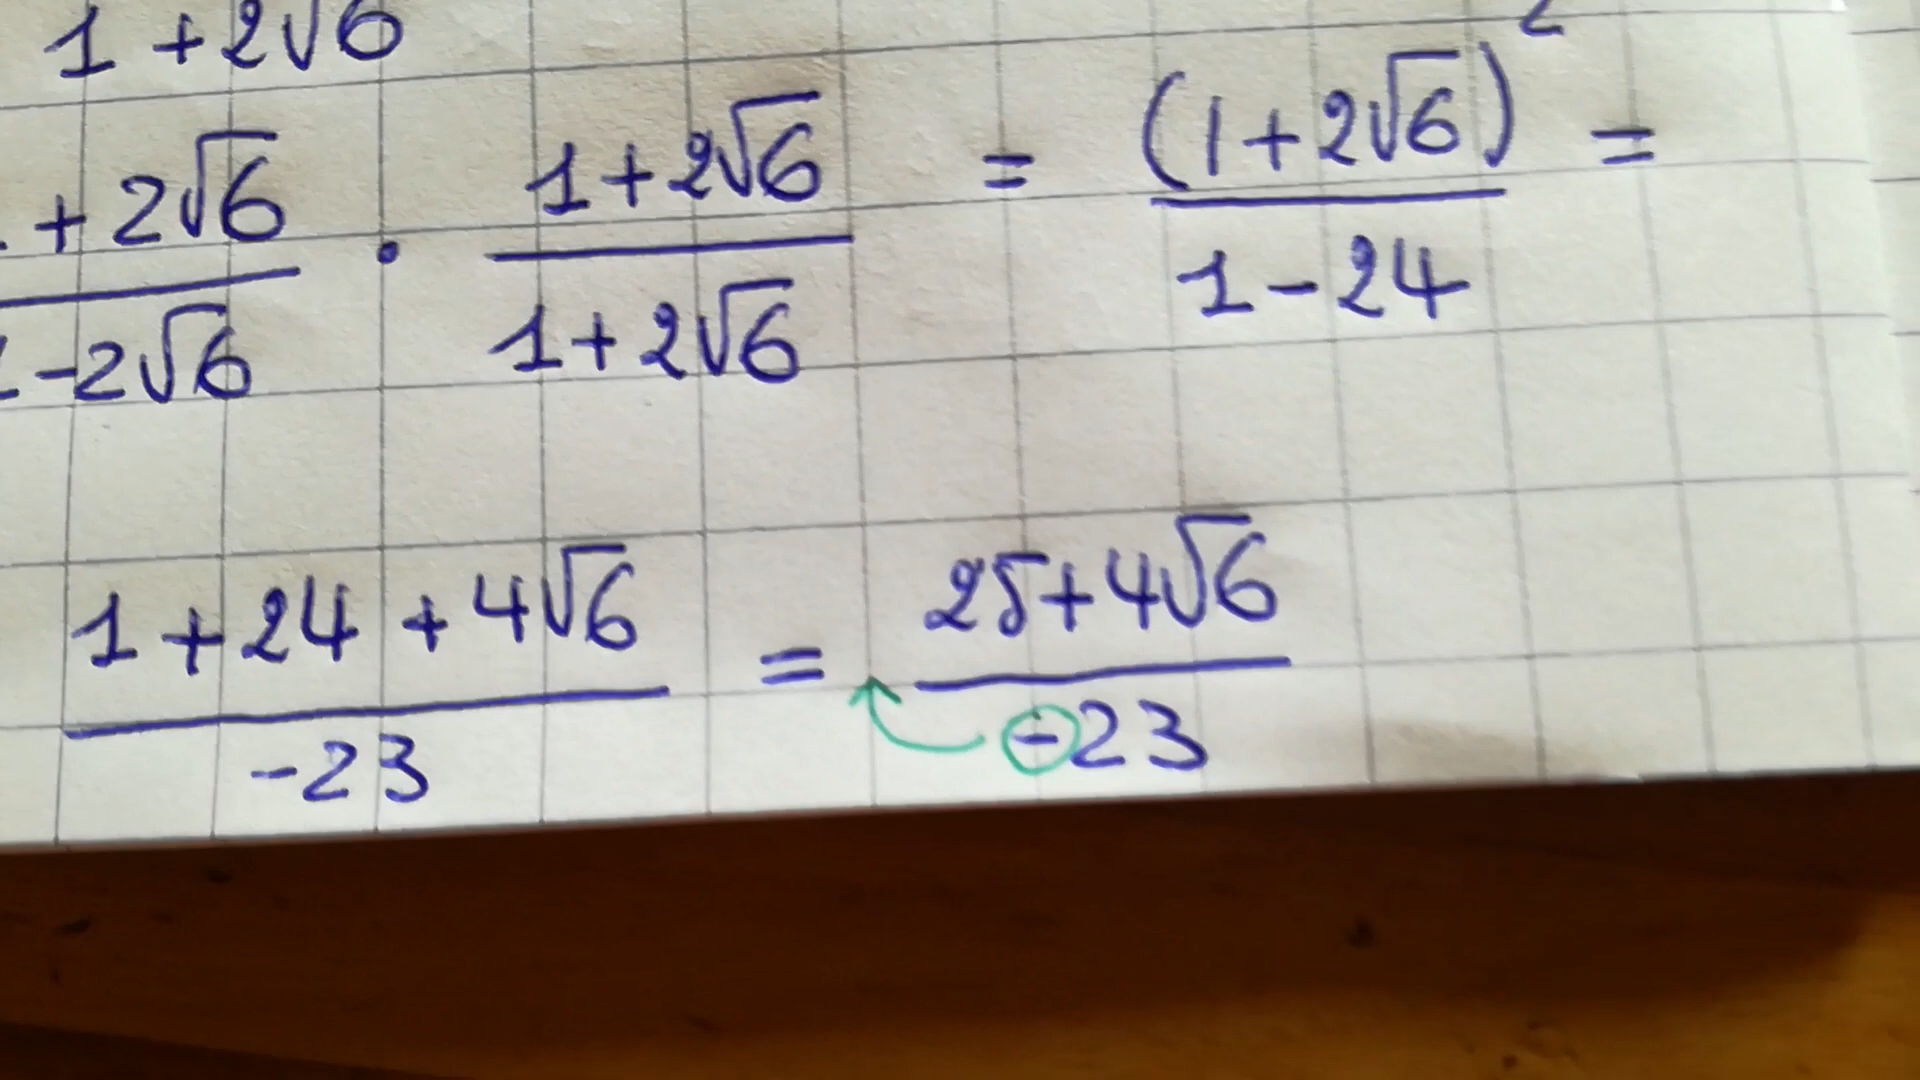 1 + 2√6
+ 2√6 / - 2√6 · 1 + 2√6 / 1 + 2√6 = (1 + 2√6)² / 1 - 24 =
1 + 24 + 4√6 / -23 = 25 + 4√6 / -23